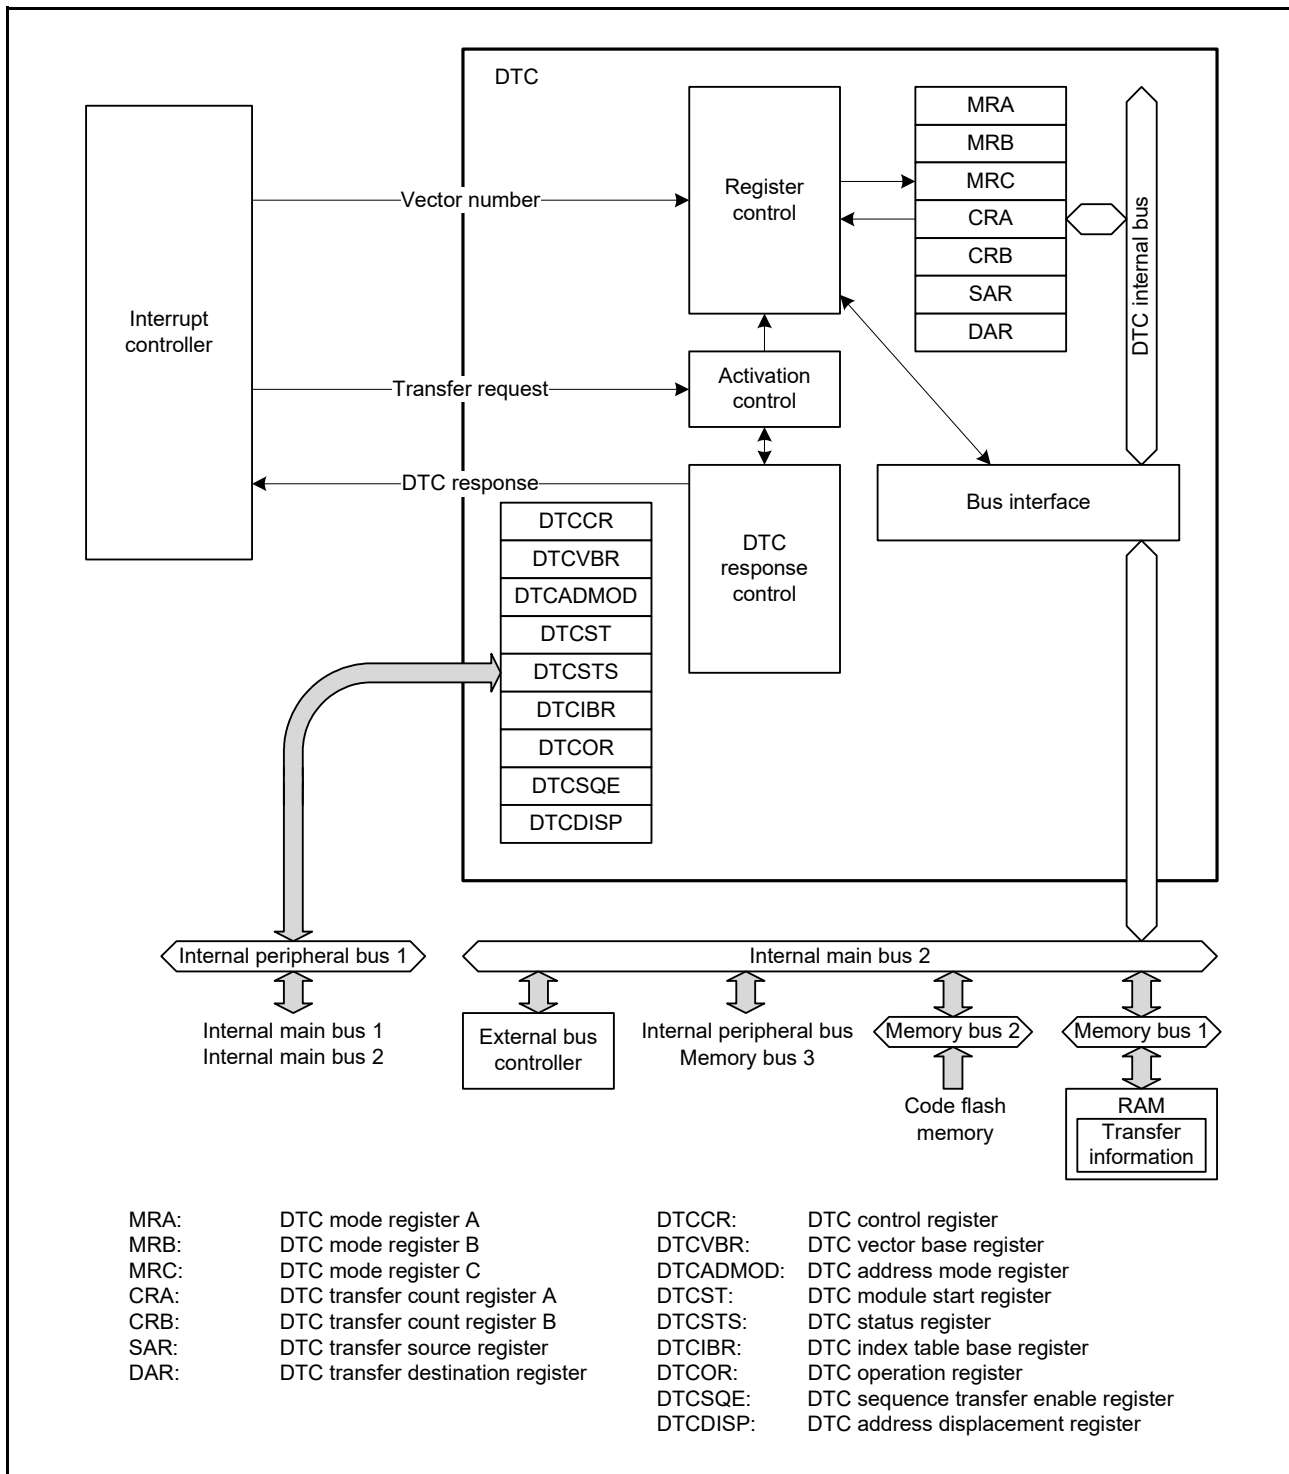 DTC
MRA
MRB
MRC
CRA
CRB
SAR
DAR
Register
control
DTC internal bus
Vector number
Interrupt
controller
Activation
control
Transfer request
DTC response
Bus interface
DTC
response
control
DTCCR
DTCVBR
DTCADMOD
DTCST
DTCSTS
DTCIBR
DTCOR
DTCSQE
DTCDISP
Internal peripheral bus 1
Internal main bus 2
Internal main bus 1
Internal main bus 2
External bus
controller
Internal peripheral bus
Memory bus 3
Memory bus 2
Memory bus 1
Code flash
memory
RAM
Transfer
information
MRA: DTC mode register A
MRB: DTC mode register B
MRC: DTC mode register C
CRA: DTC transfer count register A
CRB: DTC transfer count register B
SAR: DTC transfer source register
DAR: DTC transfer destination register
DTCCR: DTC control register
DTCVBR: DTC vector base register
DTCADMOD: DTC address mode register
DTCST: DTC module start register
DTCSTS: DTC status register
DTCIBR: DTC index table base register
DTCOR: DTC operation register
DTCSQE: DTC sequence transfer enable register
DTCDISP: DTC address displacement register